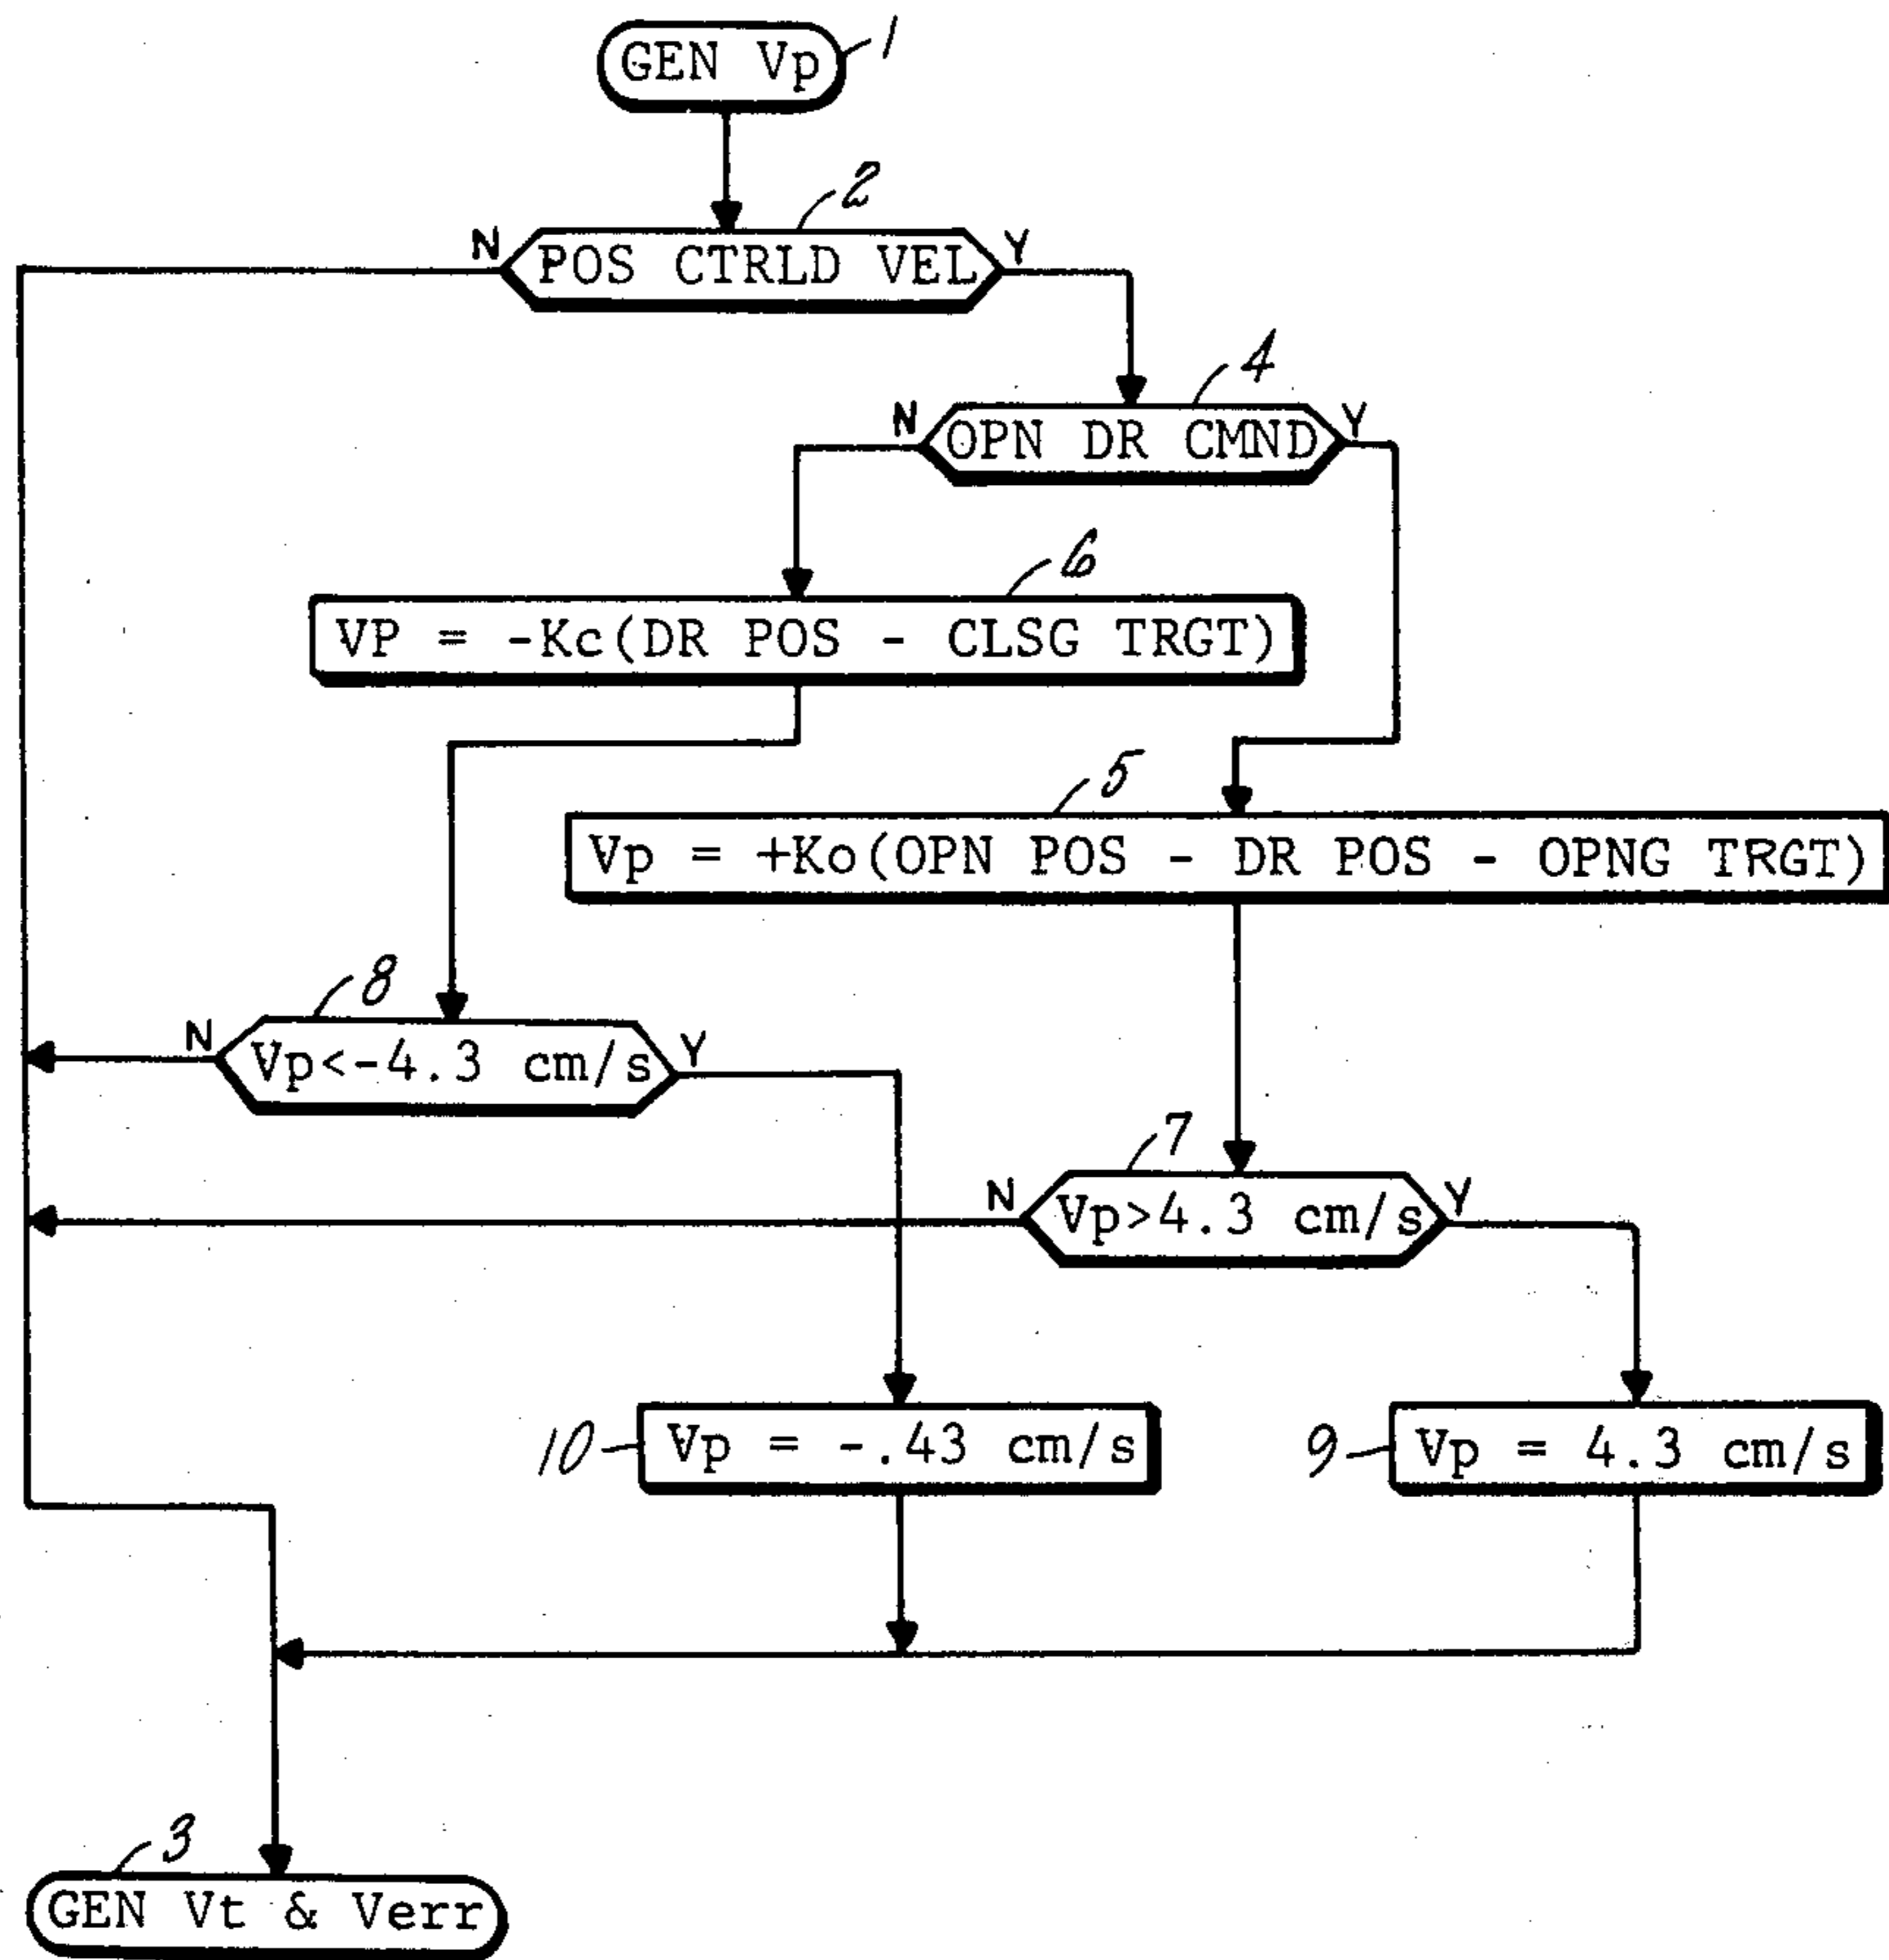 GEN Vp 1
2
N POS CTRLD VEL Y
4
N OPN DR CMND Y
6
VP = -Kc(DR POS - CLSG TRGT)
5
Vp = +Ko(OPN POS - DR POS - OPNG TRGT)
8
N Vp<-4.3 cm/s Y
7
N Vp>4.3 cm/s Y
10 Vp = -.43 cm/s
9 Vp = 4.3 cm/s
3
GEN Vt & Verr